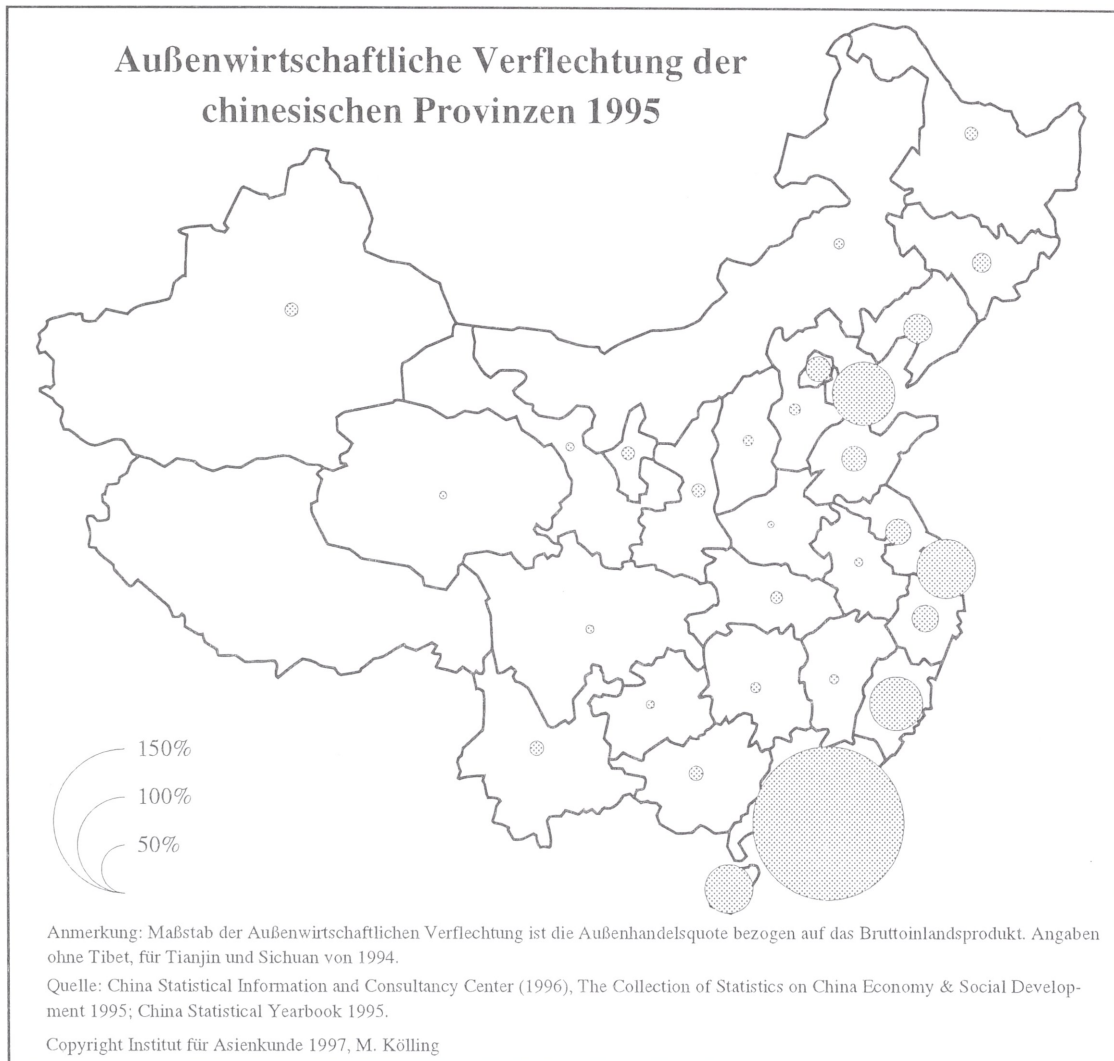 Außenwirtschaftliche Verflechtung der
chinesischen Provinzen 1995
150%
100%
50%
Anmerkung: Maßstab der Außenwirtschaftlichen Verflechtung ist die Außenhandelsquote bezogen auf das Bruttoinlandsprodukt. Angaben
ohne Tibet, für Tianjin und Sichuan von 1994.
Quelle: China Statistical Information and Consultancy Center (1996), The Collection of Statistics on China Economy & Social Develop-
ment 1995; China Statistical Yearbook 1995.
Copyright Institut für Asienkunde 1997, M. Kölling